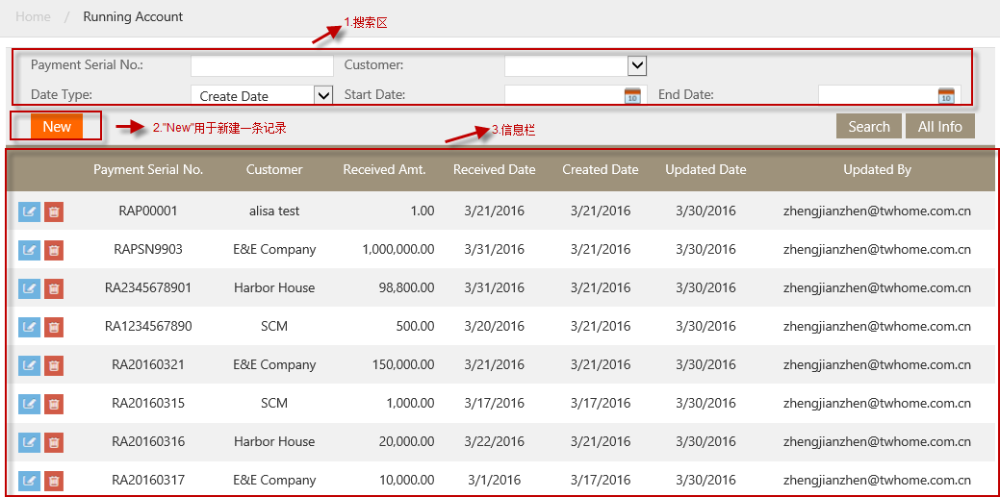 Home / Running Account
1.搜索区
Payment Serial No.: Customer:
Date Type: Create Date Start Date: 10 End Date: 10
New 2."New"用于新建一条记录 3.信息栏 Search All Info
Payment Serial No. Customer Received Amt. Received Date Created Date Updated Date Updated By
RAP00001 alisa test 1.00 3/21/2016 3/21/2016 3/30/2016 zhengjianzhen@twhome.com.cn
RAPSN9903 E&E Company 1,000,000.00 3/31/2016 3/21/2016 3/30/2016 zhengjianzhen@twhome.com.cn
RA2345678901 Harbor House 98,800.00 3/31/2016 3/21/2016 3/30/2016 zhengjianzhen@twhome.com.cn
RA1234567890 SCM 500.00 3/20/2016 3/21/2016 3/30/2016 zhengjianzhen@twhome.com.cn
RA20160321 E&E Company 150,000.00 3/21/2016 3/21/2016 3/30/2016 zhengjianzhen@twhome.com.cn
RA20160315 SCM 1,000.00 3/17/2016 3/17/2016 3/30/2016 zhengjianzhen@twhome.com.cn
RA20160316 Harbor House 20,000.00 3/22/2016 3/21/2016 3/30/2016 zhengjianzhen@twhome.com.cn
RA20160317 E&E Company 10,000.00 3/1/2016 3/17/2016 3/30/2016 zhengjianzhen@twhome.com.cn